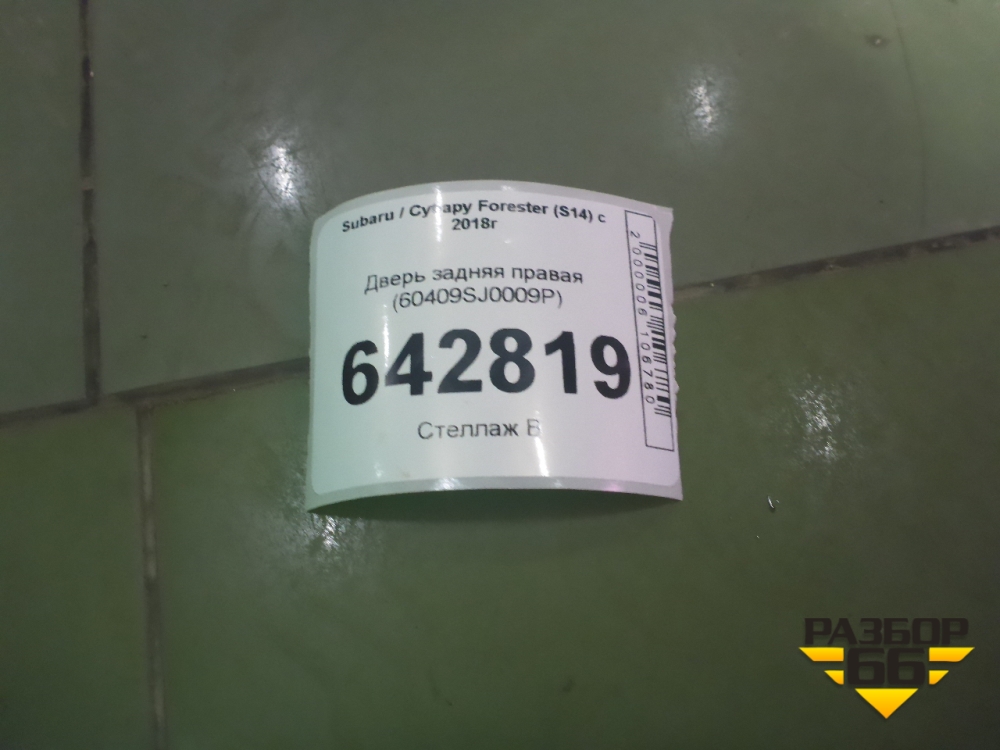 Subaru / Субару Forester (S14) с
2018г
Дверь задняя правая
(60409SJ0009P)
642819
Стеллаж Б
2000006106780
РАЗБОР
66